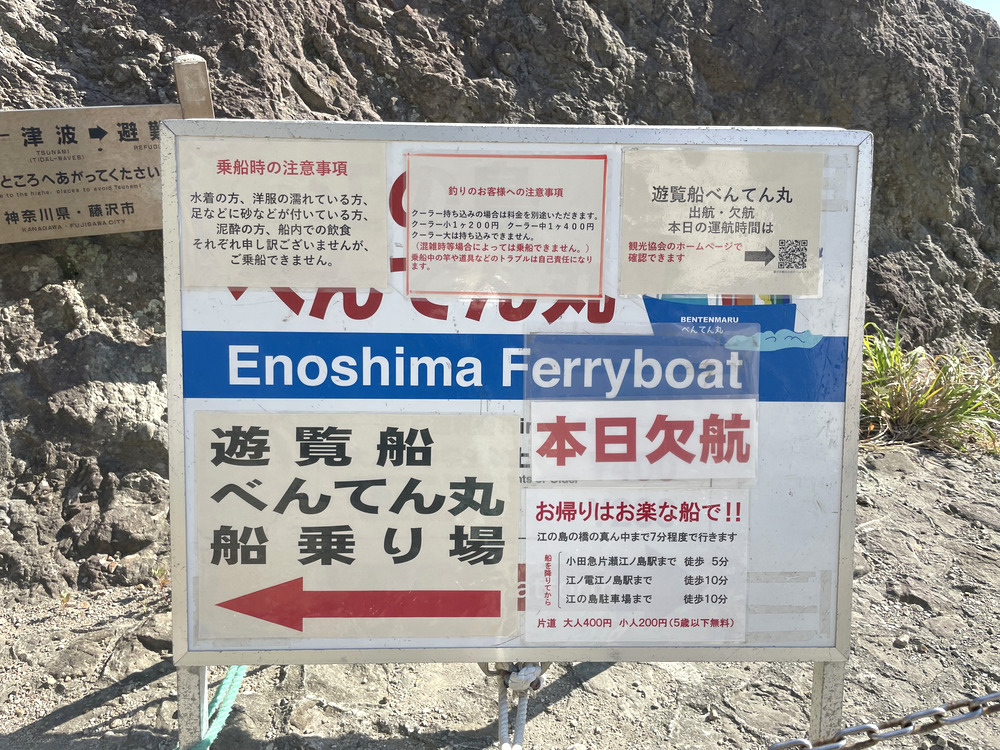 津波 ➡ 避難
TSUNAMI
(TIDAL-WAVES)
ところへあがってください
神奈川県・藤沢市
KANAGAWA・FUJISAWA CITY
乗船時の注意事項
水着の方、洋服の濡れている方、
足などに砂などが付いている方、
泥酔の方、船内での飲食
それぞれ申し訳ございませんが、
ご乗船できません。
釣りのお客様への注意事項
クーラー持ち込みの場合は料金を別途いただきます。
クーラー小1ヶ200円 クーラー中1ヶ400円
クーラー大は持ち込みできません。
(混雑時等場合によっては乗船できません。)
乗船中の竿や道具などのトラブルは自己責任になり
ます。
遊覧船べんてん丸
出航・欠航
本日の運航時間は
観光協会のホームページで
確認できます
べんてん丸
BENTENMARU
べんてん丸
Enoshima Ferryboat
遊覧船
べんてん丸
船乗り場
本日欠航
お帰りはお楽な船で!!
江の島の橋の真ん中まで7分程度で行きます
船を降りてから
小田急片瀬江ノ島駅まで 徒歩 5分
江ノ電江ノ島駅まで 徒歩10分
江の島駐車場まで 徒歩10分
片道 大人400円 小人200円(5歳以下無料)